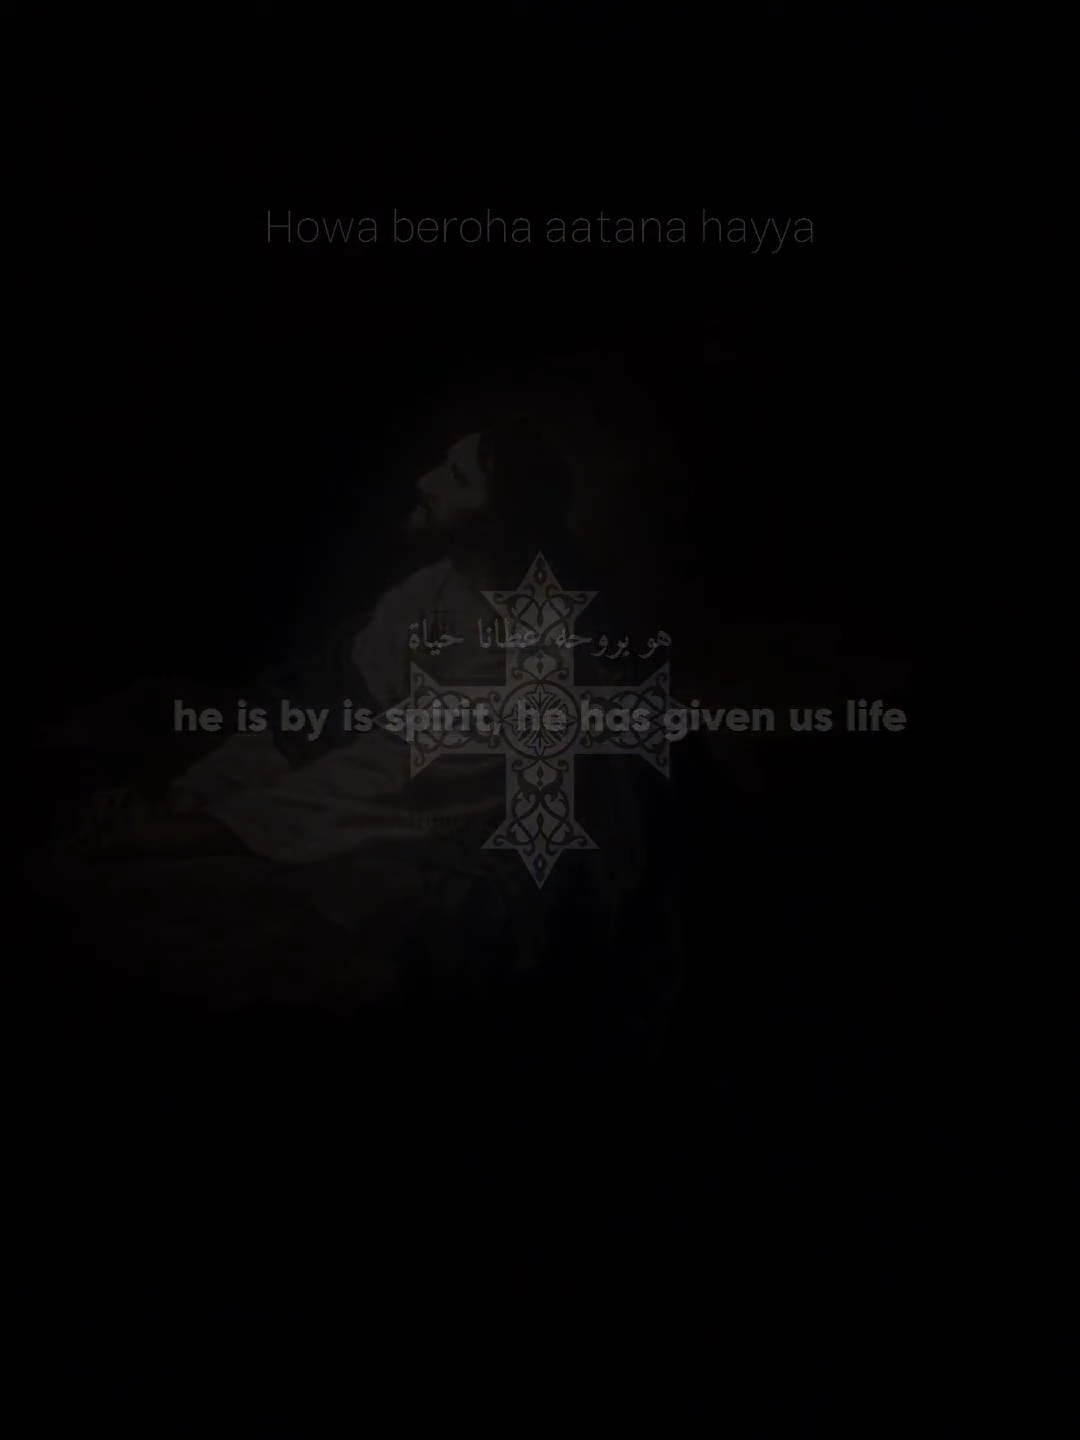 Howa beroha aatana hayya
هو بروحه عطانا حياة
he is by is spirit, he has given us life